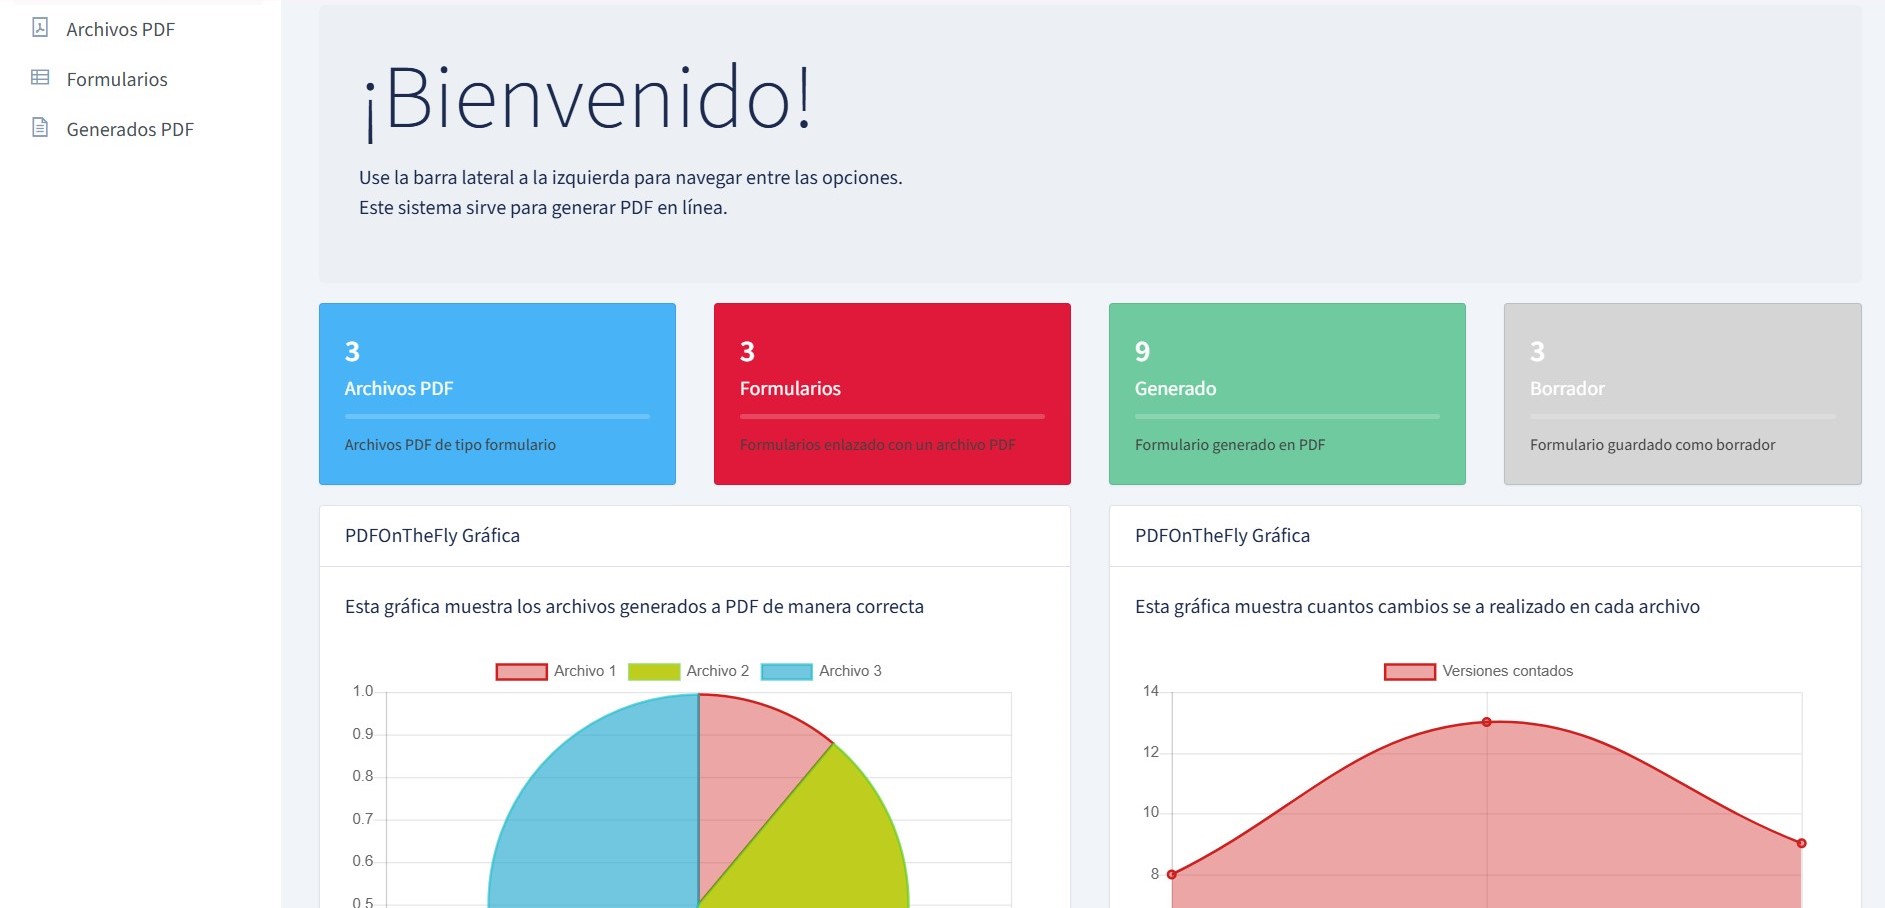 Archivos PDF
Formularios
Generados PDF
¡Bienvenido!
Use la barra lateral a la izquierda para navegar entre las opciones.
Este sistema sirve para generar PDF en línea.
3
Archivos PDF
Archivos PDF de tipo formulario
3
Formularios
Formularios enlazado con un archivo PDF
9
Generado
Formulario generado en PDF
3
Borrador
Formulario guardado como borrador
PDFOnTheFly Gráfica
Esta gráfica muestra los archivos generados a PDF de manera correcta
Archivo 1 Archivo 2 Archivo 3
1.0
0.9
0.8
0.7
0.6
0.5
PDFOnTheFly Gráfica
Esta gráfica muestra cuantos cambios se a realizado en cada archivo
Versiones contados
14
12
10
8